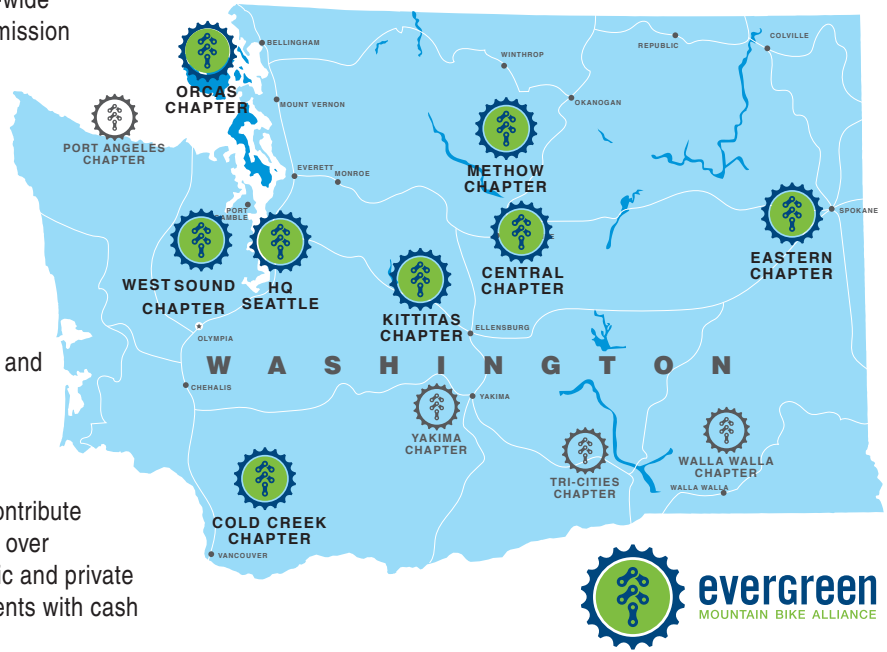 -wide
mission
and
ontribute
over
ic and private
ents with cash
BELLINGHAM
ORCAS
CHAPTER
MOUNT VERNON
PORT ANGELES
CHAPTER
EVERETT
MONROE
WINTHROP
REPUBLIC
COLVILLE
OKANOGAN
METHOW
CHAPTER
PORT
AMBLE
SPOKANE
WEST SOUND
CHAPTER
HQ
SEATTLE
CENTRAL
CHAPTER
EASTERN
CHAPTER
KITTITAS
CHAPTER
ELLENSBURG
OLYMPIA
WASHINGTON
CHEHALIS
YAKIMA
YAKIMA
CHAPTER
TRI-CITIES
CHAPTER
WALLA WALLA
CHAPTER
WALLA WALLA
COLD CREEK
CHAPTER
VANCOUVER
evergreen
MOUNTAIN BIKE ALLIANCE